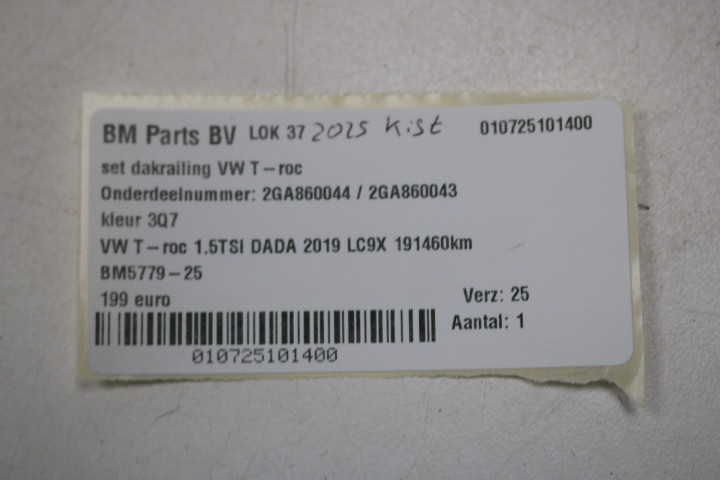 BM Parts BV LOK 37 2025 Kist 010725101400
set dakrailing VW T-roc
Onderdeelnummer: 2GA860044 / 2GA860043
kleur 3Q7
VW T-roc 1.5TSI DADA 2019 LC9X 191460km
BM5779-25
199 euro Verz: 25
Aantal: 1
010725101400